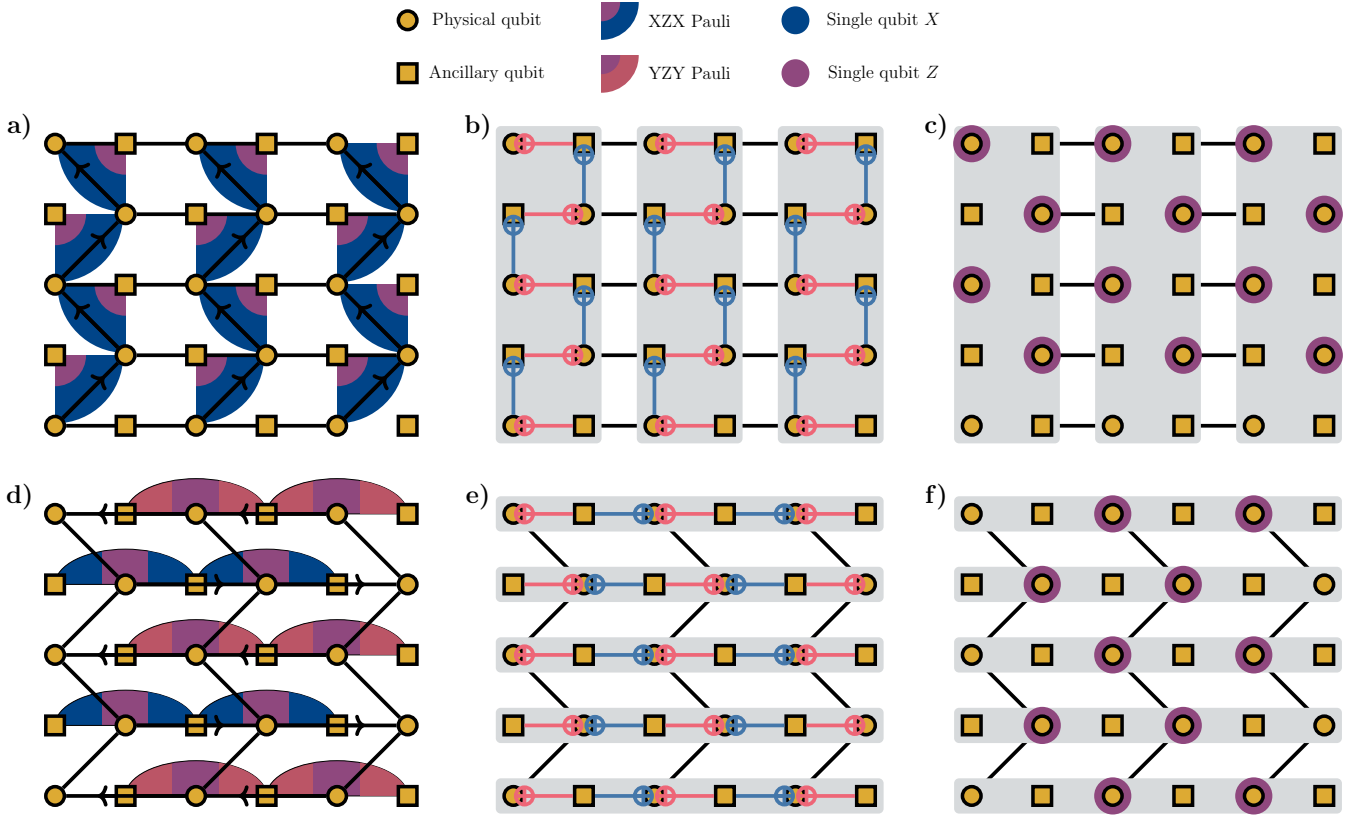 Physical qubit XZX Pauli Single qubit X
Ancillary qubit YZY Pauli Single qubit Z
a) b) c)
d) e) f)